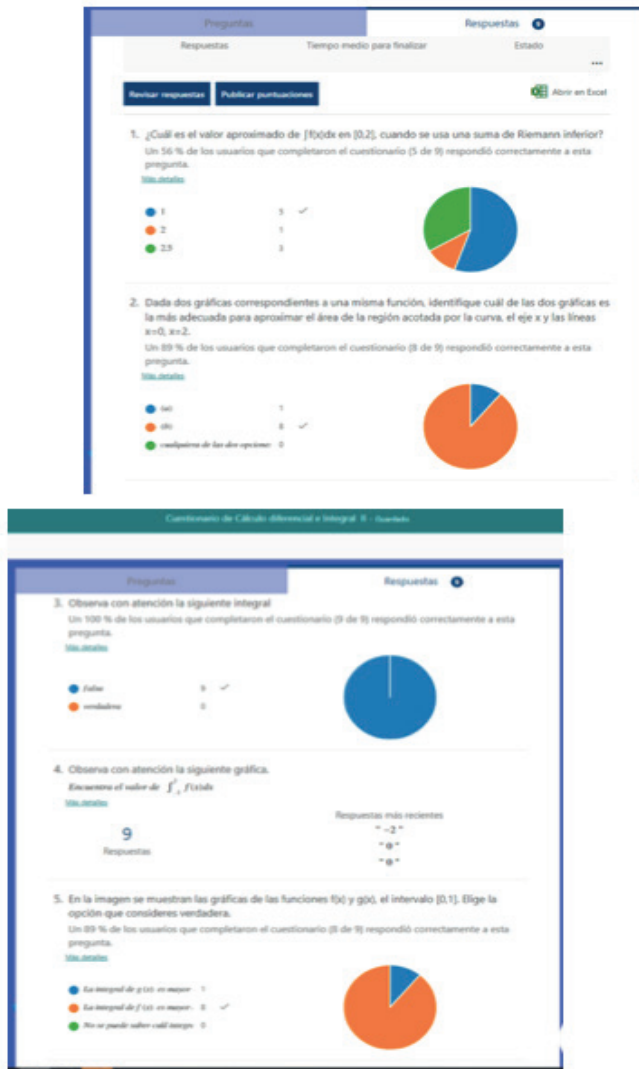 Preguntas
Respuestas 9
Respuestas
Tiempo medio para finalizar
Estado
...
Revisar respuestas
Publicar puntuaciones
Abrir en Excel
1. ¿Cuál es el valor aproximado de ∫f(x)dx en [0,2], cuando se usa una suma de Riemann inferior?
Un 56 % de los usuarios que completaron el cuestionario (5 de 9) respondió correctamente a esta
pregunta.
Más detalles
1 5
2 1
2.5 3
2. Dada dos gráficas correspondientes a una misma función, identifique cuál de las dos gráficas es
la más adecuada para aproximar el área de la región acotada por la curva, el eje x y las líneas
x=0, x=2.
Un 89 % de los usuarios que completaron el cuestionario (8 de 9) respondió correctamente a esta
pregunta.
Más detalles
(a) 1
(b) 8
cualquiera de las dos opciones 0
Cuestionario de Cálculo diferencial e Integral II - Guardado
Preguntas
Respuestas 9
3. Observa con atención la siguiente integral
Un 100 % de los usuarios que completaron el cuestionario (9 de 9) respondió correctamente a esta
pregunta.
Más detalles
False 9
verdadera 0
4. Observa con atención la siguiente gráfica.
Encuentra el valor de ∫ f(x)dx
Más detalles
9
Respuestas
Respuestas más recientes
" -2 "
" 0 "
" 0 "
5. En la imagen se muestran las gráficas de las funciones f(x) y g(x), el intervalo [0,1]. Elige la
opción que consideres verdadera.
Un 89 % de los usuarios que completaron el cuestionario (8 de 9) respondió correctamente a esta
pregunta.
Más detalles
La integral de g (x) es mayor 1
La integral de f (x) es mayor 8
No se puede saber cuál integr 0